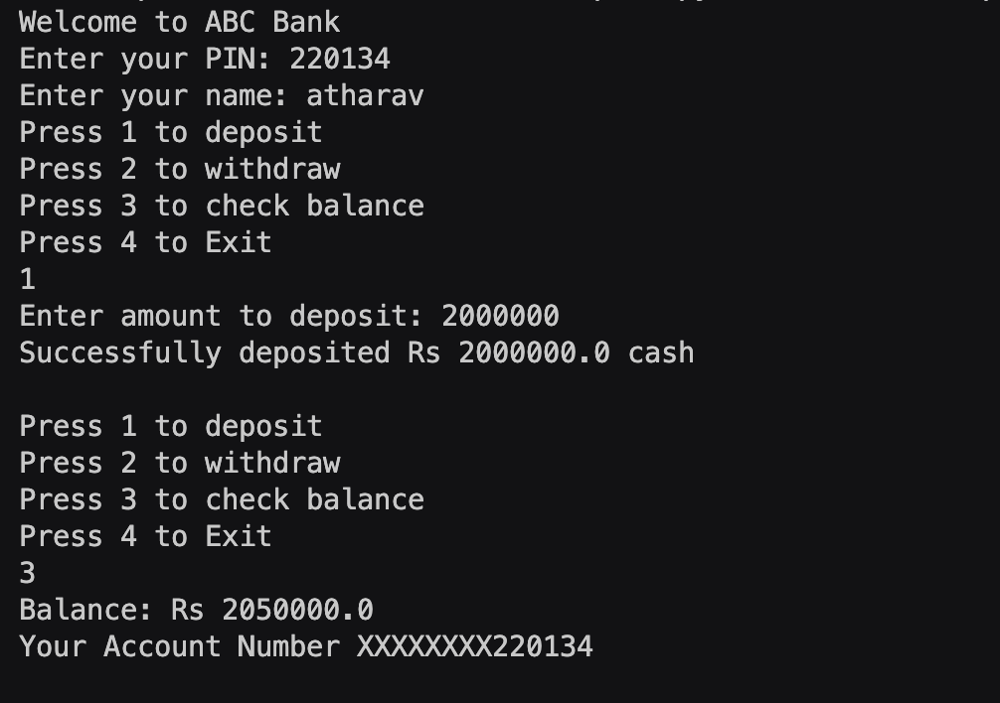 Welcome to ABC Bank
Enter your PIN: 220134
Enter your name: atharav
Press 1 to deposit
Press 2 to withdraw
Press 3 to check balance
Press 4 to Exit
1
Enter amount to deposit: 2000000
Successfully deposited Rs 2000000.0 cash

Press 1 to deposit
Press 2 to withdraw
Press 3 to check balance
Press 4 to Exit
3
Balance: Rs 2050000.0
Your Account Number XXXXXXXX220134